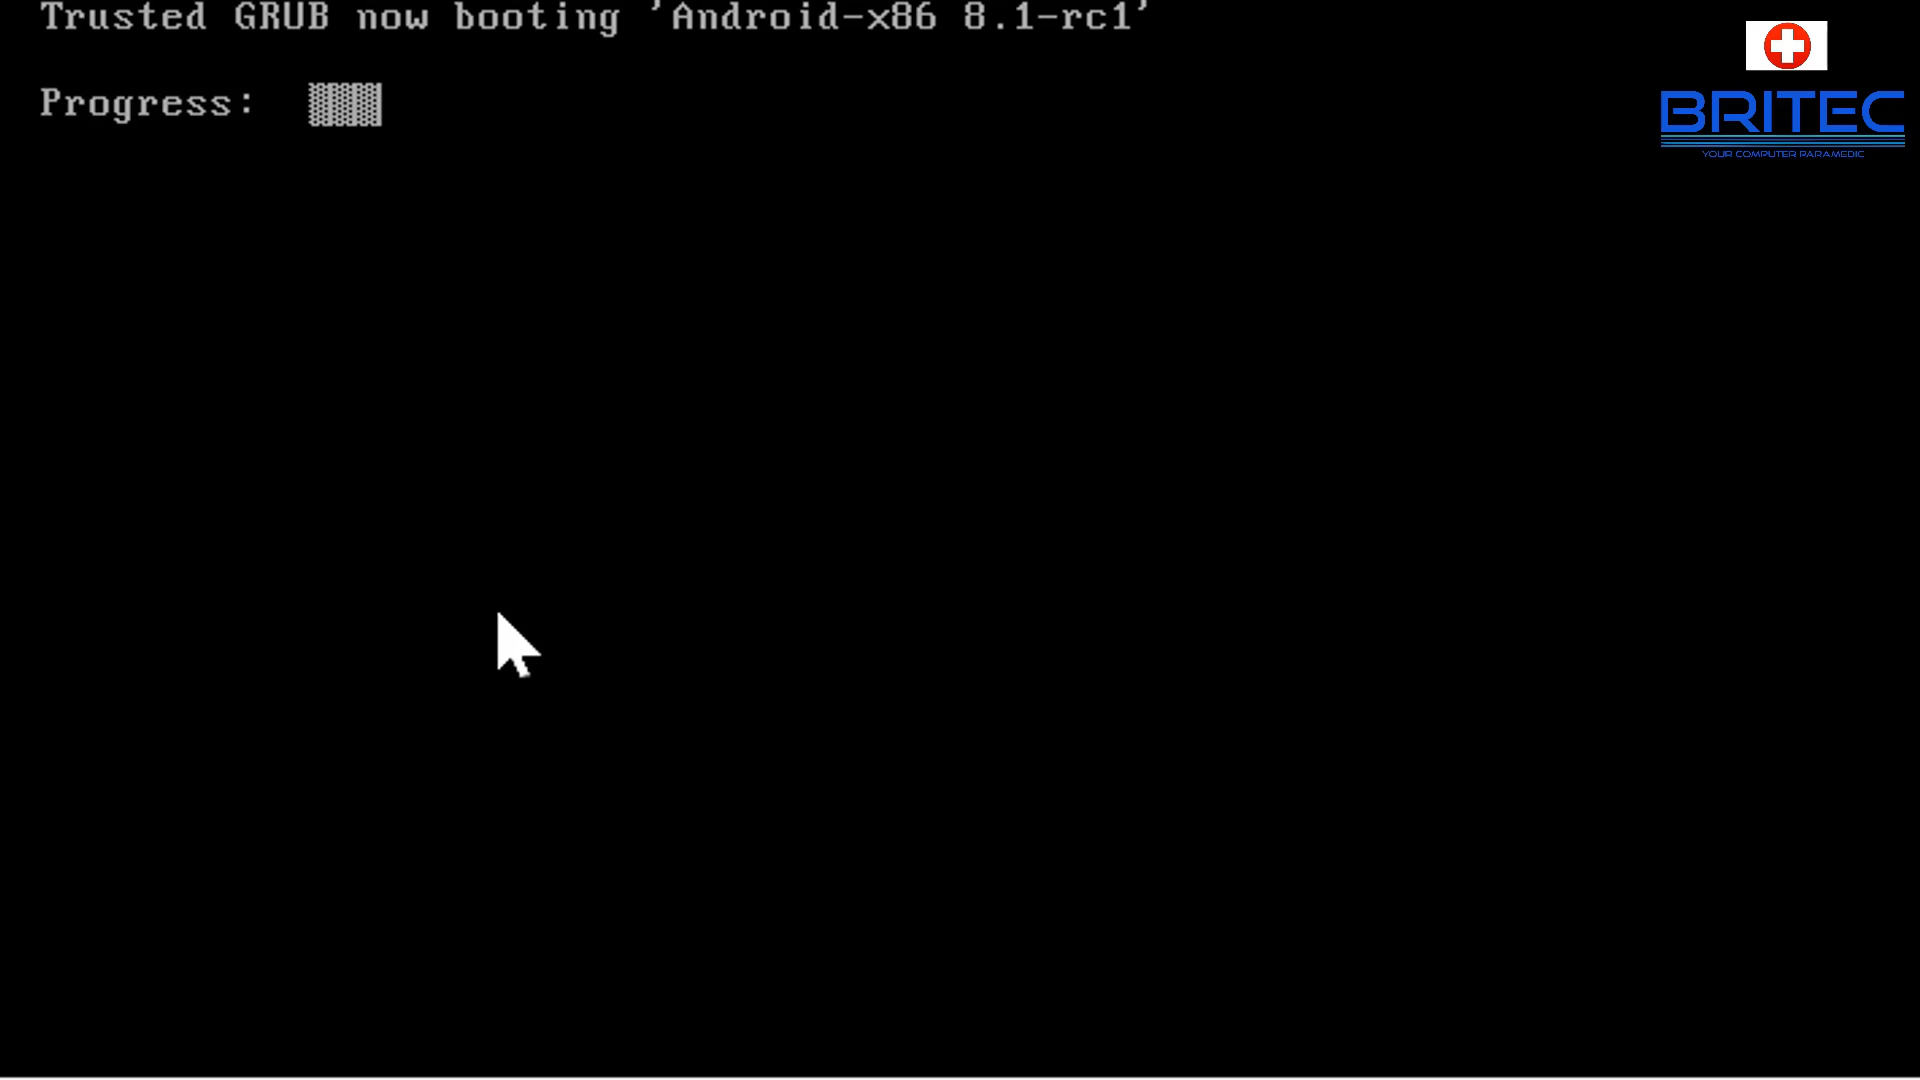 Trusted GRUB now booting 'Android-x86 8.1-rc1'
Progress: ▒▒▒
BRITEC
YOUR COMPUTER PARAMEDIC